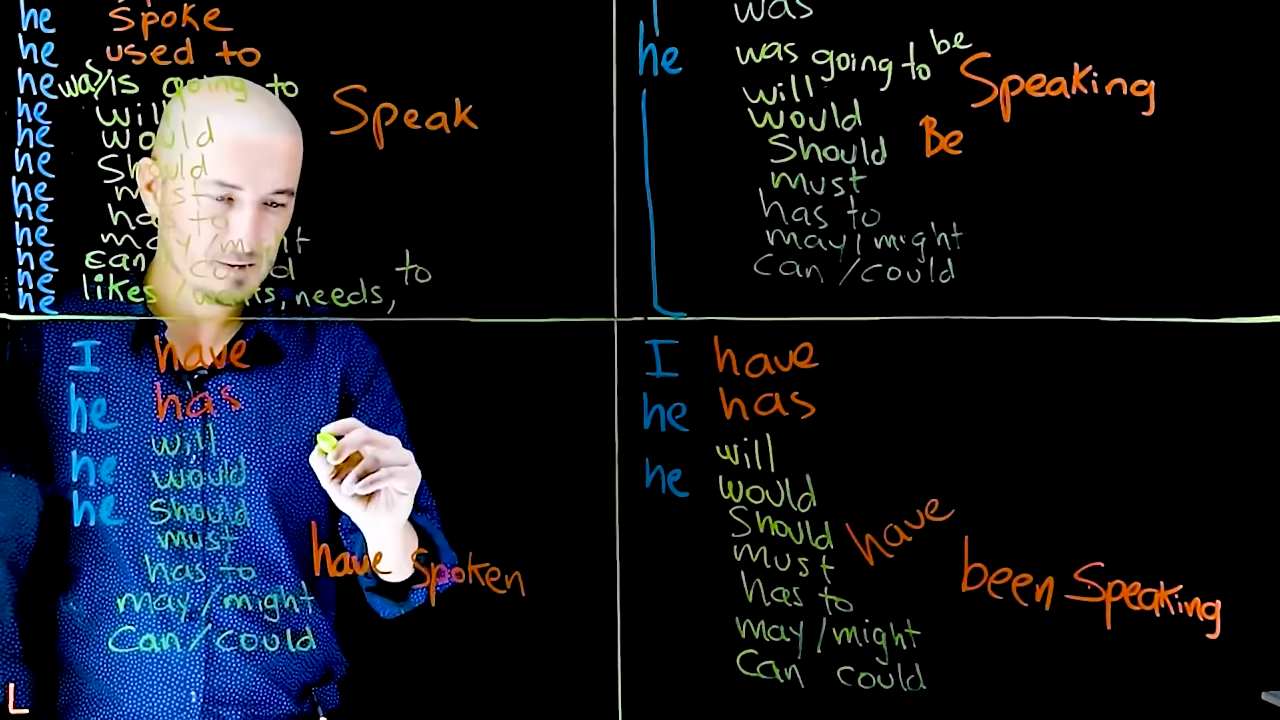 he spoke
he used to
he was/is going to
he will
he would Speak
he Should
he must
he has to
he may/might
he can/could
he likes/wants, needs, to
he
I was
he was going to be
will
would Speaking
Should Be
must
has to
may/might
can/could
I have
he has
will
he would
he Should
must
has to have spoken
may/might
Can/could
L
I have
he has
will
he would
Should have
must been Speaking
has to
may/might
Can could